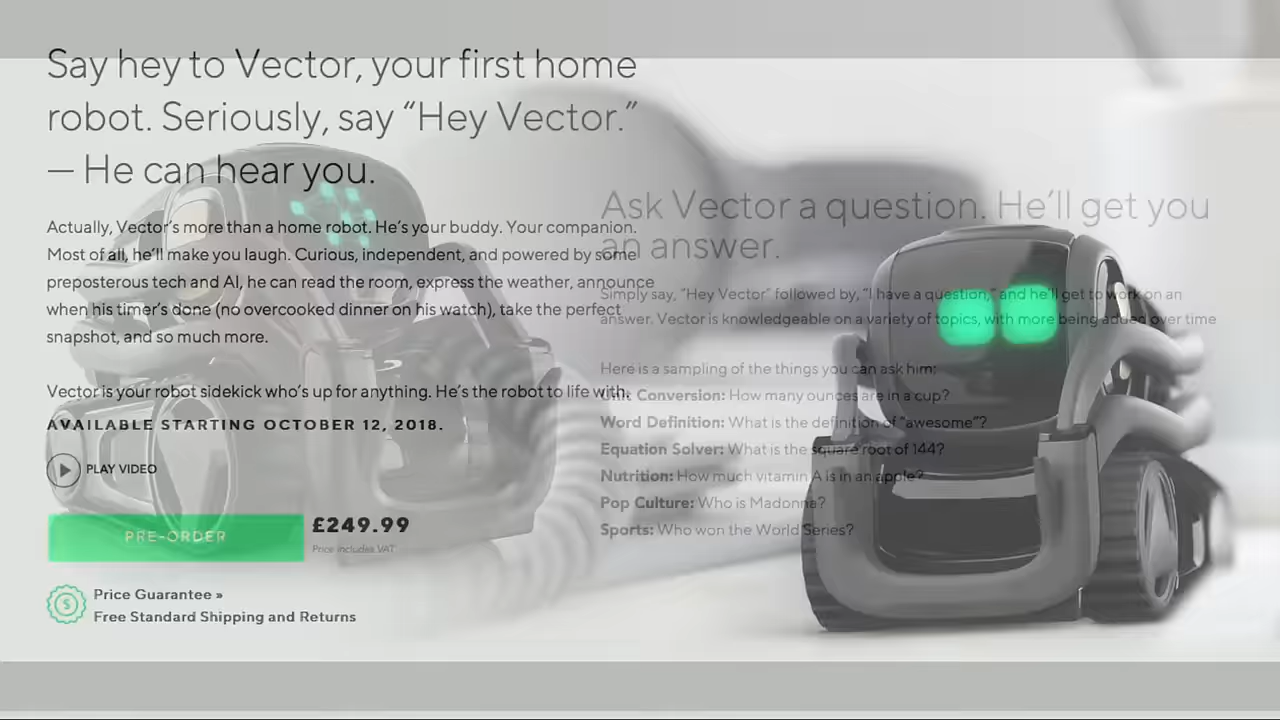 Say hey to Vector, your first home
robot. Seriously, say “Hey Vector.”
— He can hear you.
Actually, Vector’s more than a home robot. He’s your buddy. Your companion.
Most of all, he’ll make you laugh. Curious, independent, and powered by some
preposterous tech and AI, he can read the room, express the weather, announce
when his timer’s done (no overcooked dinner on his watch), take the perfect
snapshot, and so much more.
Vector is your robot sidekick who’s up for anything. He’s the robot to life with.
AVAILABLE STARTING OCTOBER 12, 2018.
PLAY VIDEO
PRE-ORDER
£249.99
Price includes VAT
$
Price Guarantee »
Free Standard Shipping and Returns
Ask Vector a question. He’ll get you
an answer.
Simply say, “Hey Vector” followed by, “I have a question,” and he’ll get to work on an
answer. Vector is knowledgeable on a variety of topics, with more being added over time
Here is a sampling of the things you can ask him:
Conversion: How many ounces are in a cup?
Word Definition: What is the definition of “awesome”?
Equation Solver: What is the square root of 144?
Nutrition: How much vitamin A is in an apple?
Pop Culture: Who is Madonna?
Sports: Who won the World Series?